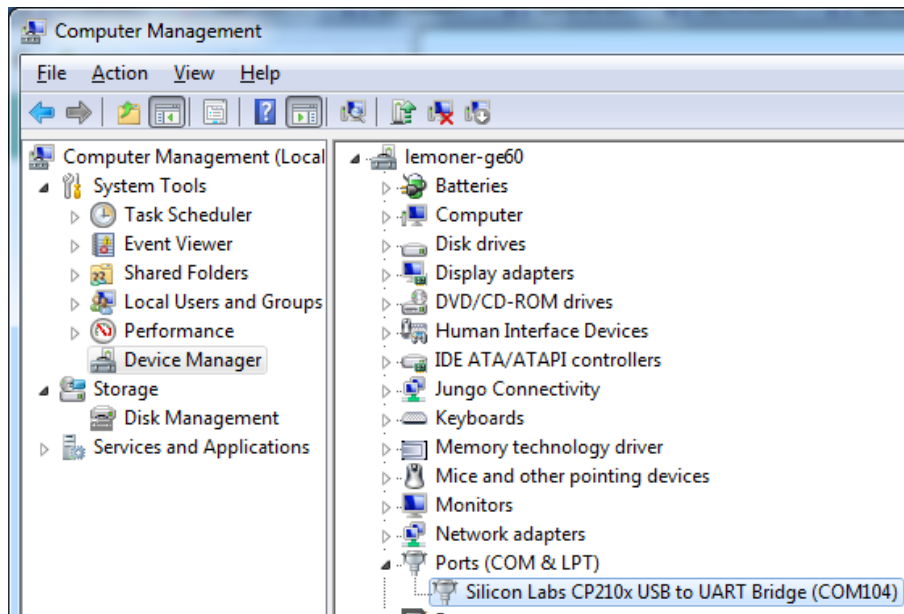 Computer Management
File Action View Help
Computer Management (Local
System Tools
Task Scheduler
Event Viewer
Shared Folders
Local Users and Groups
Performance
Device Manager
Storage
Disk Management
Services and Applications
lemoner-ge60
Batteries
Computer
Disk drives
Display adapters
DVD/CD-ROM drives
Human Interface Devices
IDE ATA/ATAPI controllers
Jungo Connectivity
Keyboards
Memory technology driver
Mice and other pointing devices
Monitors
Network adapters
Ports (COM & LPT)
Silicon Labs CP210x USB to UART Bridge (COM104)